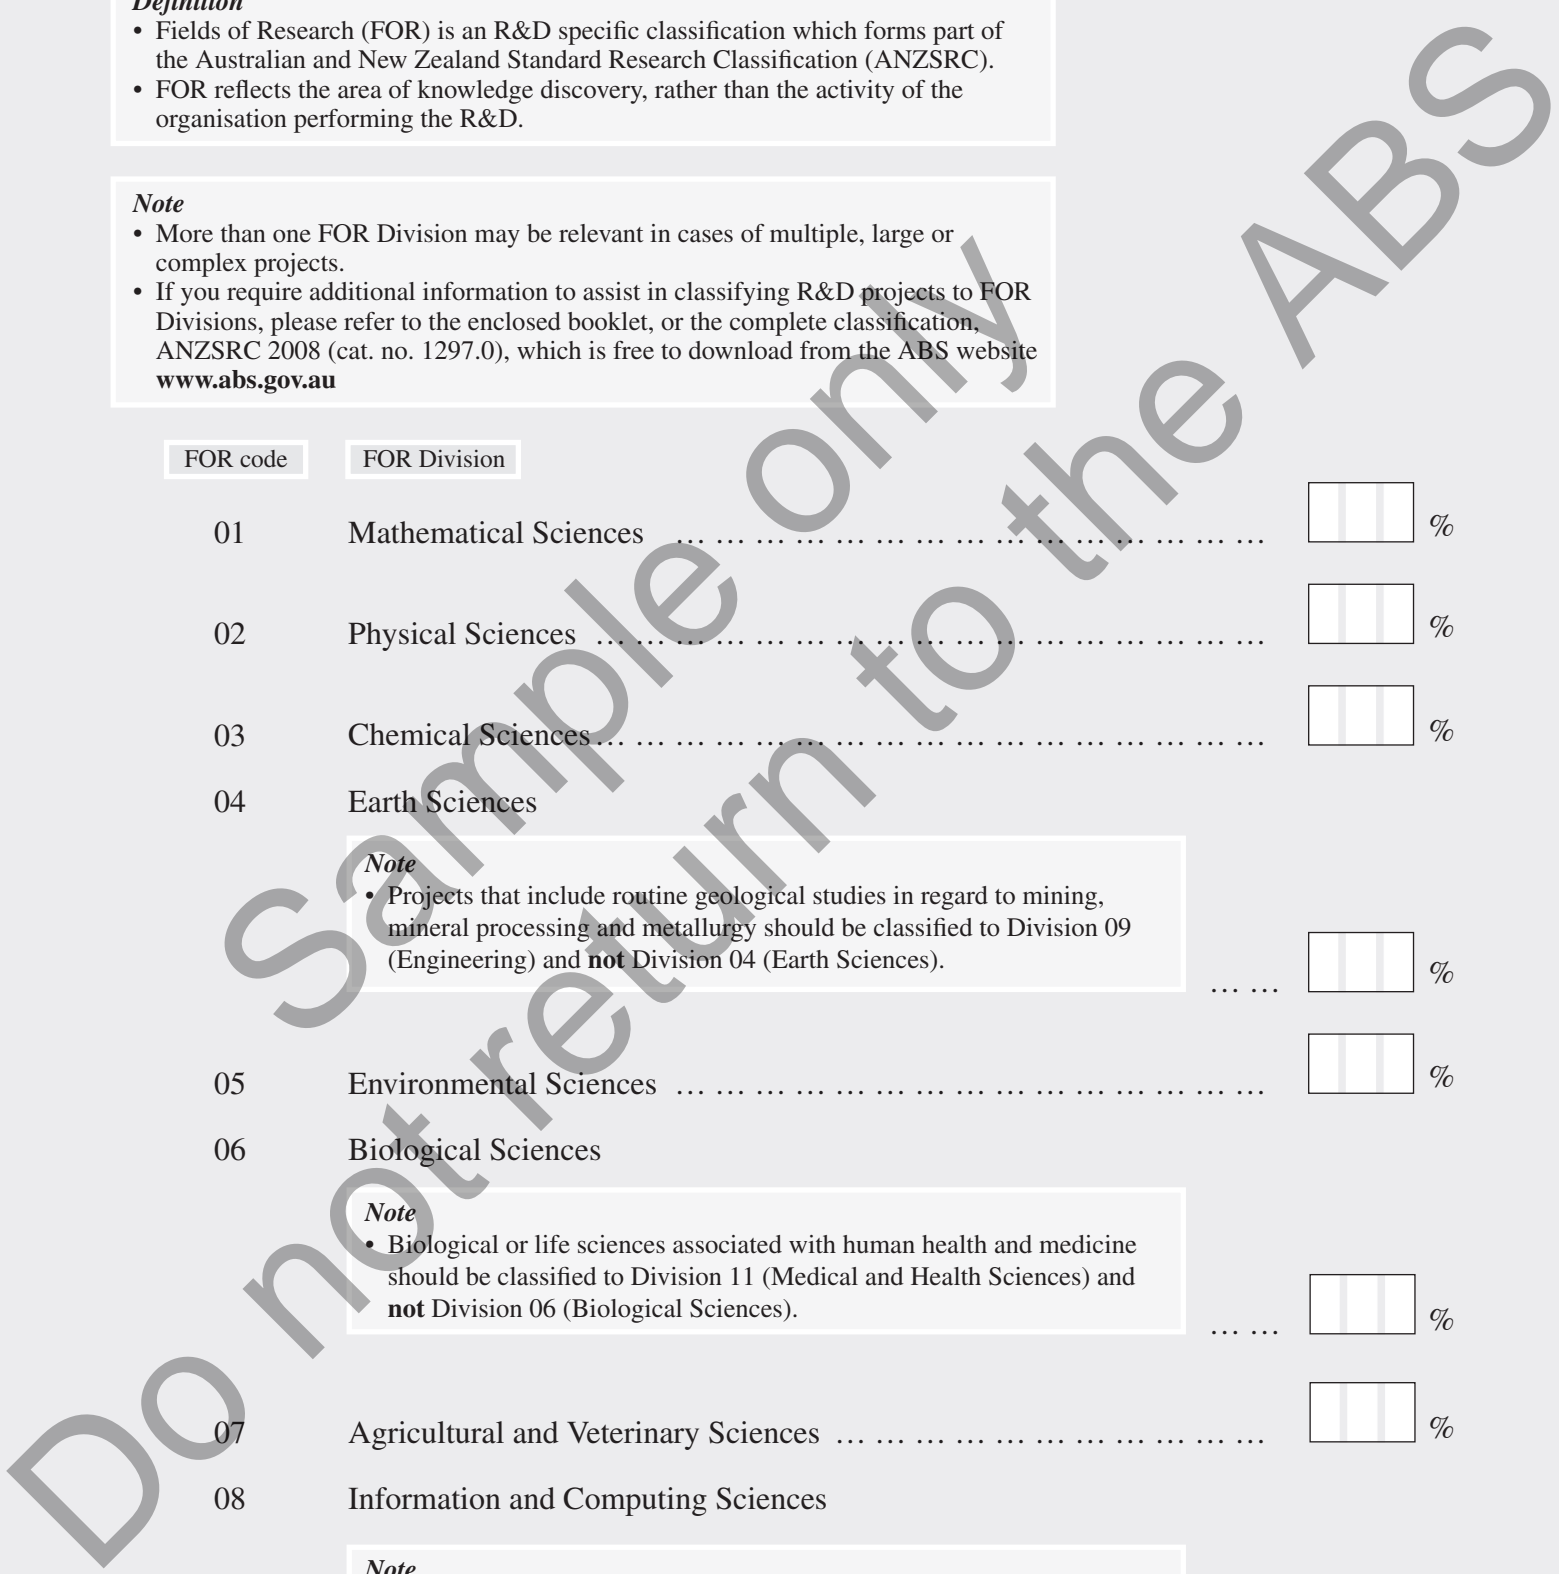 Definition
• Fields of Research (FOR) is an R&D specific classification which forms part of
the Australian and New Zealand Standard Research Classification (ANZSRC).
• FOR reflects the area of knowledge discovery, rather than the activity of the
organisation performing the R&D.
Note
• More than one FOR Division may be relevant in cases of multiple, large or
complex projects.
• If you require additional information to assist in classifying R&D projects to FOR
Divisions, please refer to the enclosed booklet, or the complete classification,
ANZSRC 2008 (cat. no. 1297.0), which is free to download from the ABS website
www.abs.gov.au
FOR code FOR Division
01 Mathematical Sciences … … … … … … … … … … … … … … … %
02 Physical Sciences … … … … … … … … … … … … … … … … … %
03 Chemical Sciences … … … … … … … … … … … … … … … … … %
04 Earth Sciences
Note
• Projects that include routine geological studies in regard to mining,
mineral processing and metallurgy should be classified to Division 09
(Engineering) and not Division 04 (Earth Sciences).
… … %
05 Environmental Sciences … … … … … … … … … … … … … … … %
06 Biological Sciences
Note
• Biological or life sciences associated with human health and medicine
should be classified to Division 11 (Medical and Health Sciences) and
not Division 06 (Biological Sciences).
… … %
07 Agricultural and Veterinary Sciences … … … … … … … … … … … %
08 Information and Computing Sciences
Note
Sample only
Do not return to the ABS